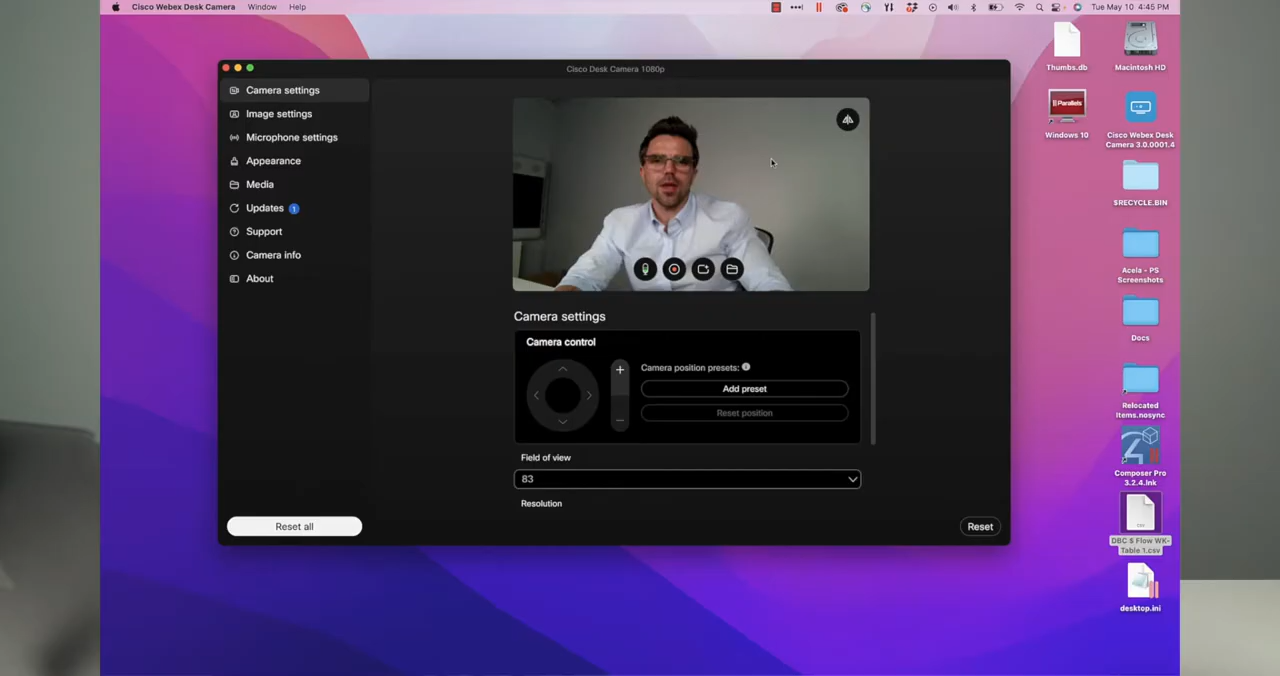 Cisco Webex Desk Camera Window Help
Tue May 10 4:45 PM
Cisco Desk Camera 1080p
Camera settings
Image settings
Microphone settings
Appearance
Media
Updates 1
Support
Camera info
About
Reset all
Camera settings
Camera control
+
−
Camera position presets:
Add preset
Reset position
Field of view
83
Resolution
Reset
Thumbs.db
Macintosh HD
Parallels
Windows 10
Cisco Webex Desk
Camera 3.0.0001.4
$RECYCLE.BIN
Acela - PS
Screenshots
Docs
Relocated
Items.nosync
Composer Pro
3.2.4.lnk
CSV
DBC 5 Flow WK-
Table 1.csv
desktop.ini